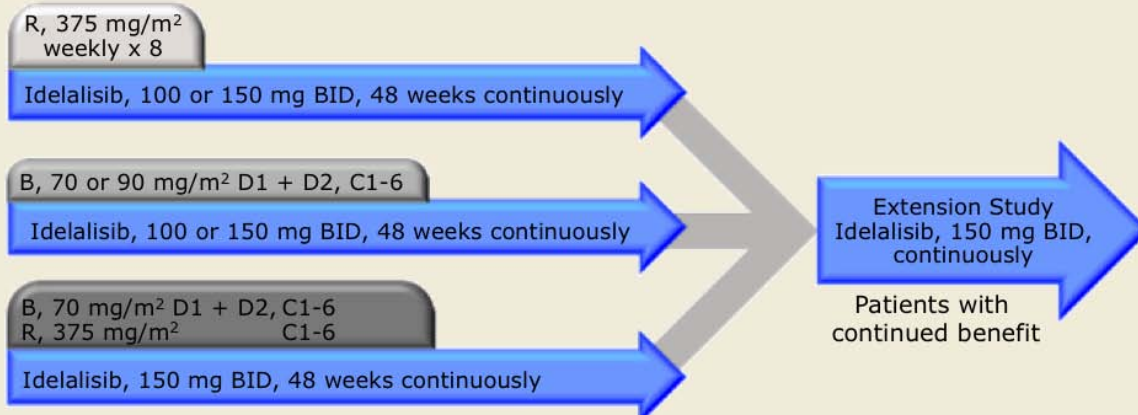 R, 375 mg/m²
weekly x 8
Idelalisib, 100 or 150 mg BID, 48 weeks continuously
B, 70 or 90 mg/m² D1 + D2, C1-6
Idelalisib, 100 or 150 mg BID, 48 weeks continuously
B, 70 mg/m² D1 + D2, C1-6
R, 375 mg/m² C1-6
Idelalisib, 150 mg BID, 48 weeks continuously
Extension Study
Idelalisib, 150 mg BID,
continuously
Patients with
continued benefit